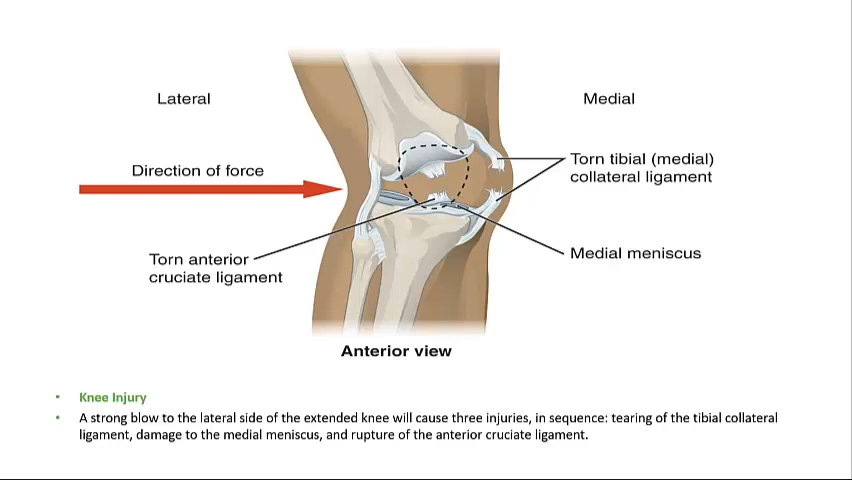 Lateral
Medial
Direction of force
Torn tibial (medial)
collateral ligament
Torn anterior
cruciate ligament
Medial meniscus
Anterior view
• Knee Injury
• A strong blow to the lateral side of the extended knee will cause three injuries, in sequence: tearing of the tibial collateral
ligament, damage to the medial meniscus, and rupture of the anterior cruciate ligament.